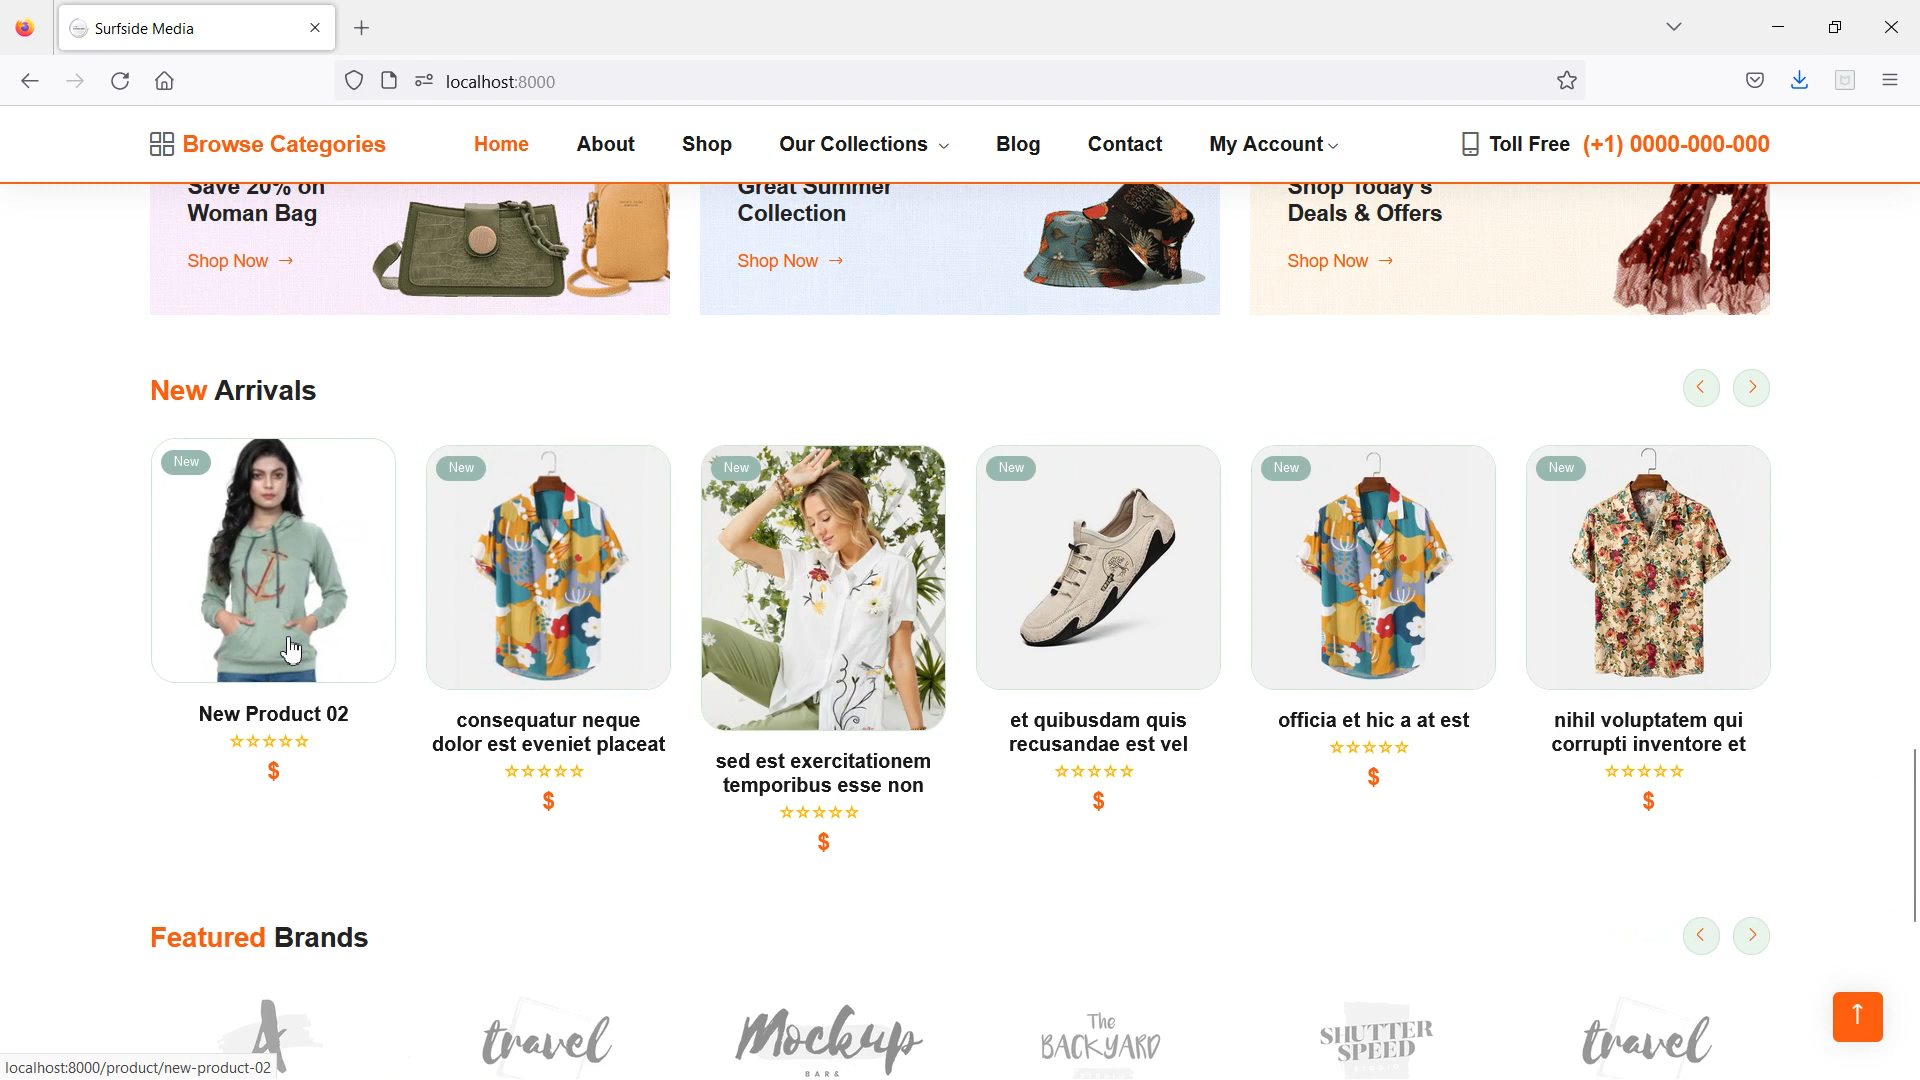 Surfside Media
localhost:8000
Browse Categories
Home
About
Shop
Our Collections
Blog
Contact
My Account
Toll Free (+1) 0000-000-000
Save 20% on
Woman Bag
Shop Now →
Great Summer
Collection
Shop Now →
Shop Today's
Deals & Offers
Shop Now →
New Arrivals
New
New Product 02
$
New
consequatur neque
dolor est eveniet placeat
$
New
sed est exercitationem
temporibus esse non
$
New
et quibusdam quis
recusandae est vel
$
New
officia et hic a at est
$
New
nihil voluptatem qui
corrupti inventore et
$
Featured Brands
travel
Mockup
BAR&
The
BACKYARD
SHUTTER
SPEED
travel
localhost:8000/product/new-product-02